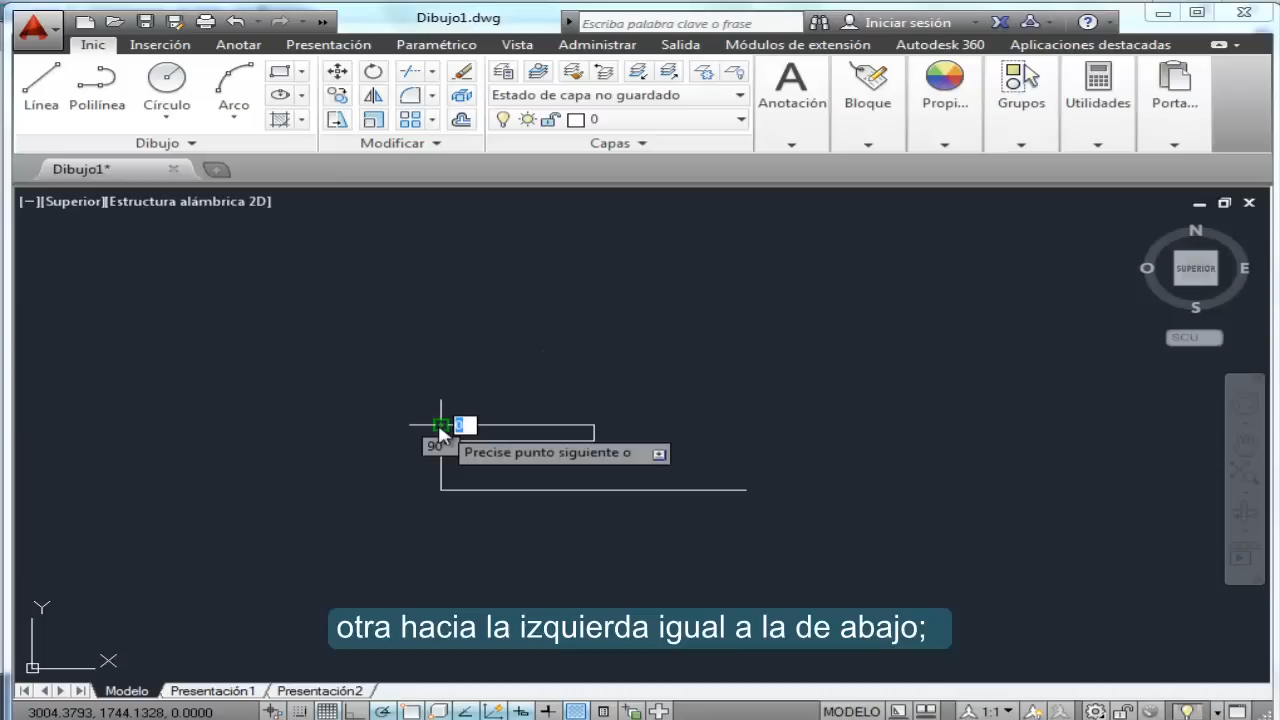 Dibujo1.dwg
Escriba palabra clave o frase
Iniciar sesión
Inic
Inserción
Anotar
Presentación
Paramétrico
Vista
Administrar
Salida
Módulos de extensión
Autodesk 360
Aplicaciones destacadas
Línea
Polilínea
Círculo
Arco
Estado de capa no guardado
0
Anotación
Bloque
Propi...
Grupos
Utilidades
Porta...
Dibujo
Modificar
Capas
Dibujo1*
[−][Superior][Estructura alámbrica 2D]
N
O
SUPERIOR
E
S
SCU
0
90
Precise punto siguiente o
Y
X
otra hacia la izquierda igual a la de abajo;
Modelo
Presentación1
Presentación2
3004.3793, 1744.1328, 0.0000
MODELO
1:1